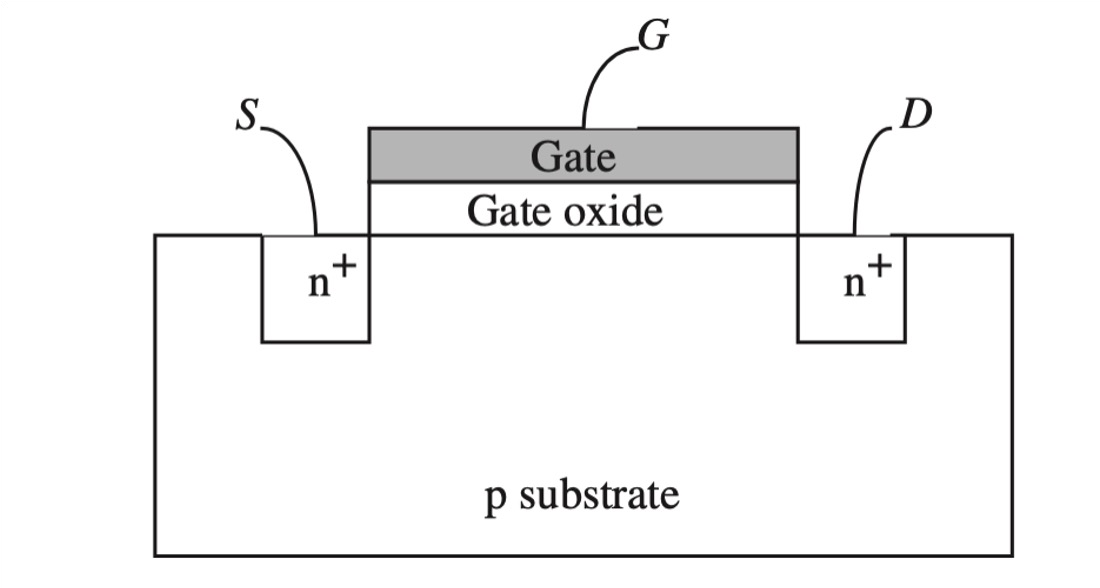 G
S
D
Gate
Gate oxide
n+
n+
p substrate